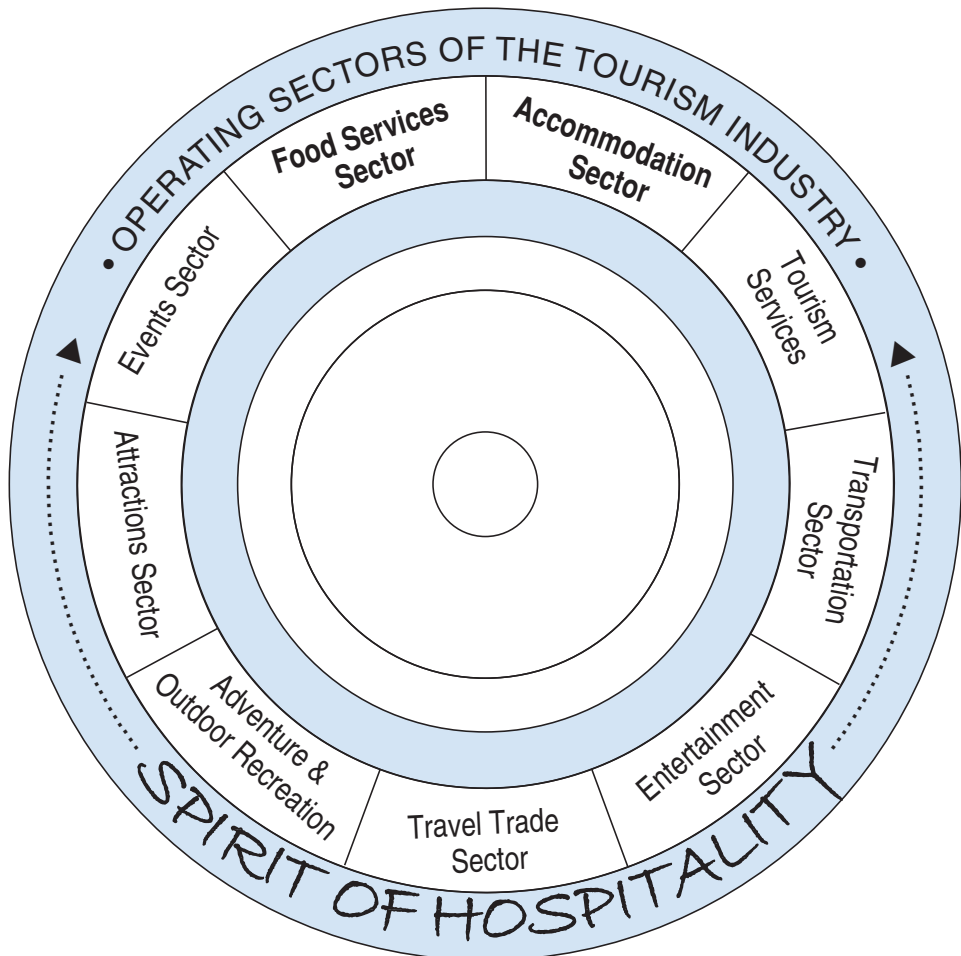 • OPERATING SECTORS OF THE TOURISM INDUSTRY •
Food Services
Sector
Accommodation
Sector
Tourism
Services
Transportation
Sector
Entertainment
Sector
Travel Trade
Sector
Adventure &
Outdoor Recreation
Attractions Sector
Events Sector
SPIRIT OF HOSPITALITY